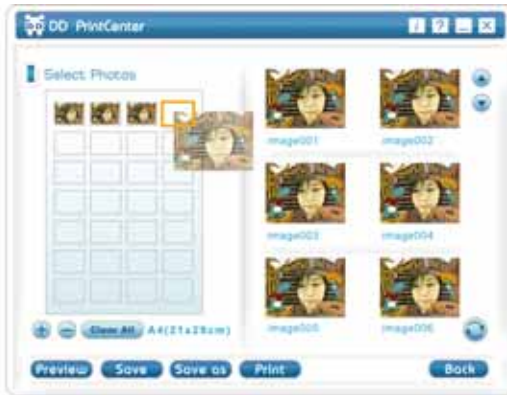 DD PrintCenter
Select Photos
image001 image002
image003 image004
image005 image006
Clear All A4(21x29cm)
Preview Save Save as Print Back